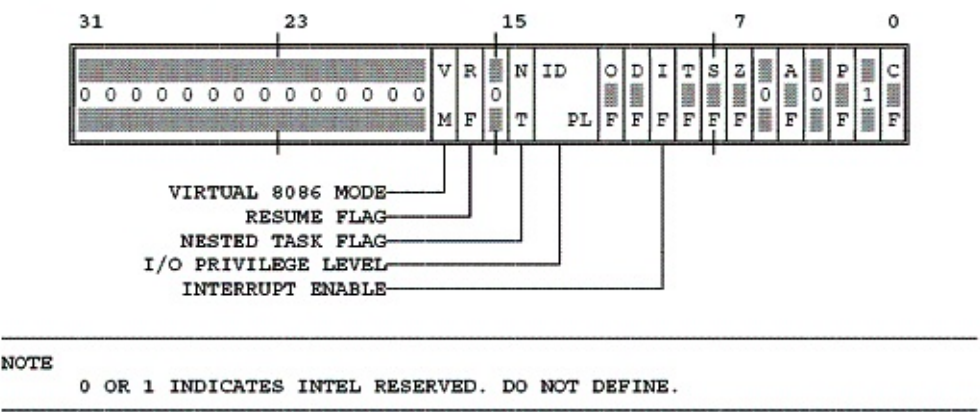 31 23 15 7 0
V R N ID O D I T S Z A P C
0 0 0 0 0 0 0 0 0 0 0 0 0 0 0 0 0 1
M F T PL F F F F F F F F F
VIRTUAL 8086 MODE
RESUME FLAG
NESTED TASK FLAG
I/O PRIVILEGE LEVEL
INTERRUPT ENABLE
NOTE
0 OR 1 INDICATES INTEL RESERVED. DO NOT DEFINE.